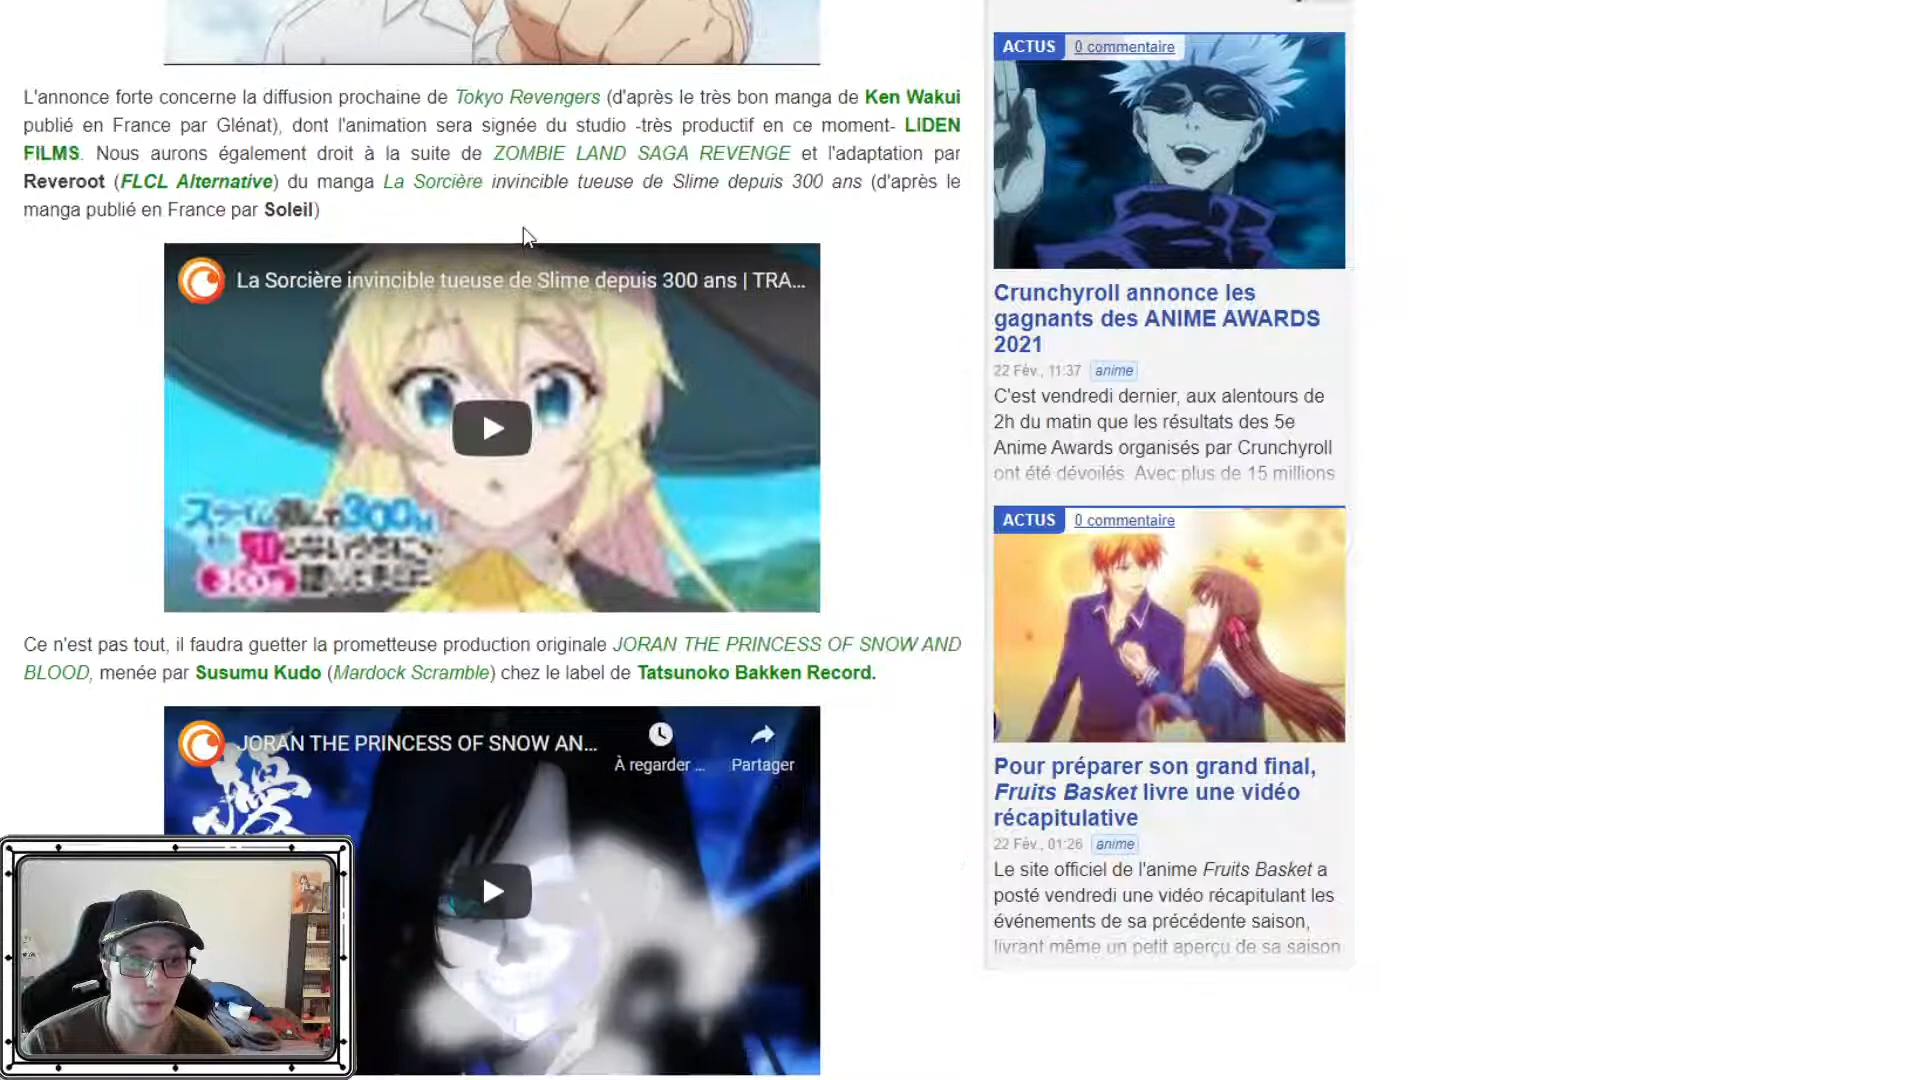 L'annonce forte concerne la diffusion prochaine de Tokyo Revengers (d'après le très bon manga de Ken Wakui
publié en France par Glénat), dont l'animation sera signée du studio -très productif en ce moment- LIDEN
FILMS. Nous aurons également droit à la suite de ZOMBIE LAND SAGA REVENGE et l'adaptation par
Reveroot (FLCL Alternative) du manga La Sorcière invincible tueuse de Slime depuis 300 ans (d'après le
manga publié en France par Soleil)
La Sorcière invincible tueuse de Slime depuis 300 ans | TRA...
Ce n'est pas tout, il faudra guetter la prometteuse production originale JORAN THE PRINCESS OF SNOW AND
BLOOD, menée par Susumu Kudo (Mardock Scramble) chez le label de Tatsunoko Bakken Record.
JORAN THE PRINCESS OF SNOW AN...
À regarder ...
Partager
ACTUS 0 commentaire
Crunchyroll annonce les
gagnants des ANIME AWARDS
2021
22 Fév., 11:37 anime
C'est vendredi dernier, aux alentours de
2h du matin que les résultats des 5e
Anime Awards organisés par Crunchyroll
ont été dévoilés. Avec plus de 15 millions
ACTUS 0 commentaire
Pour préparer son grand final,
Fruits Basket livre une vidéo
récapitulative
22 Fév., 01:26 anime
Le site officiel de l'anime Fruits Basket a
posté vendredi une vidéo récapitulant les
événements de sa précédente saison,
livrant même un petit aperçu de sa saison